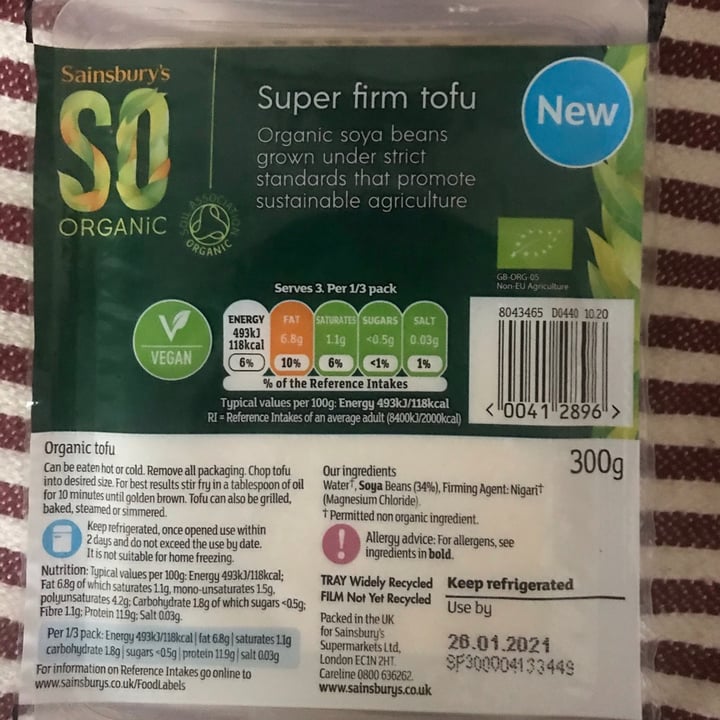 Sainsbury's
SO
ORGANiC
SOIL ASSOCIATION
ORGANIC
Super firm tofu
Organic soya beans
grown under strict
standards that promote
sustainable agriculture
New
GB-ORG-05
Non-EU Agriculture
Serves 3. Per 1/3 pack
VEGAN
ENERGY FAT SATURATES SUGARS SALT
493kJ
118kcal 6.8g 1.1g <0.5g 0.03g
6% 10% 6% <1% 1%
% of the Reference Intakes
Typical values per 100g: Energy 493kJ/118kcal
RI = Reference Intakes of an average adult (8400kJ/2000kcal)
8043465 D0440 10.20
< 0041 2896 >
300g
Organic tofu
Can be eaten hot or cold. Remove all packaging. Chop tofu
into desired size. For best results stir fry in a tablespoon of oil
for 10 minutes until golden brown. Tofu can also be grilled,
baked, steamed or simmered.
Keep refrigerated, once opened use within
2 days and do not exceed the use by date.
It is not suitable for home freezing.
Nutrition: Typical values per 100g: Energy 493kJ/118kcal;
Fat 6.8g of which saturates 1.1g, mono-unsaturates 1.5g,
polyunsaturates 4.2g; Carbohydrate 1.8g of which sugars <0.5g;
Fibre 1.1g; Protein 11.9g; Salt 0.03g.
Per 1/3 pack: Energy 493kJ/118kcal | fat 6.8g | saturates 1.1g
carbohydrate 1.8g | sugars <0.5g | protein 11.9g | salt 0.03g
For information on Reference Intakes go online to
www.sainsburys.co.uk/FoodLabels
Our ingredients
Water†, Soya Beans (34%), Firming Agent: Nigari†
(Magnesium Chloride).
† Permitted non organic ingredient.
Allergy advice: For allergens, see
ingredients in bold.
TRAY Widely Recycled
FILM Not Yet Recycled
Packed in the UK
for Sainsbury's
Supermarkets Ltd,
London EC1N 2HT.
Careline 0800 636262.
www.sainsburys.co.uk
Keep refrigerated
Use by
26.01.2021
SP300004133449